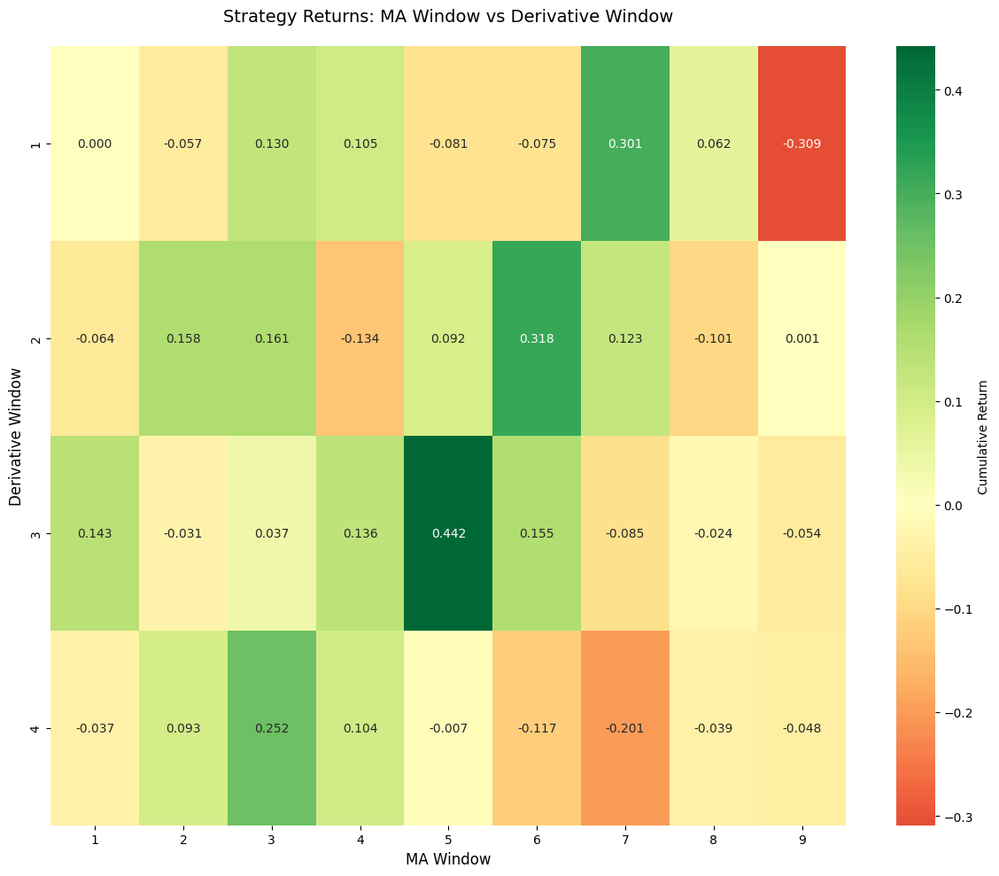 Strategy Returns: MA Window vs Derivative Window
Derivative Window
1
0.000 -0.057 0.130 0.105 -0.081 -0.075 0.301 0.062 -0.309
2
-0.064 0.158 0.161 -0.134 0.092 0.318 0.123 -0.101 0.001
3
0.143 -0.031 0.037 0.136 0.442 0.155 -0.085 -0.024 -0.054
4
-0.037 0.093 0.252 0.104 -0.007 -0.117 -0.201 -0.039 -0.048
1 2 3 4 5 6 7 8 9
MA Window
0.4
0.3
0.2
0.1
0.0
−0.1
−0.2
−0.3
Cumulative Return